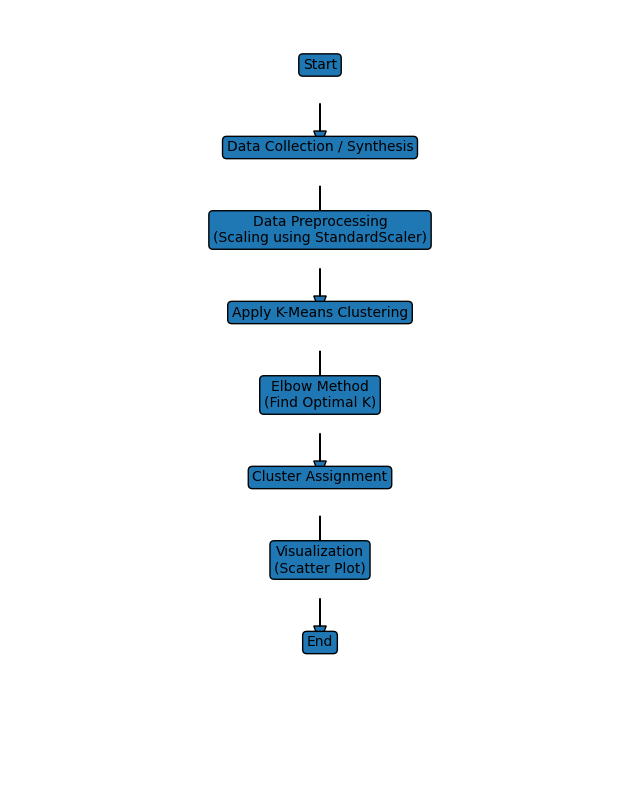 Start
Data Collection / Synthesis
Data Preprocessing
(Scaling using StandardScaler)
Apply K-Means Clustering
Elbow Method
(Find Optimal K)
Cluster Assignment
Visualization
(Scatter Plot)
End